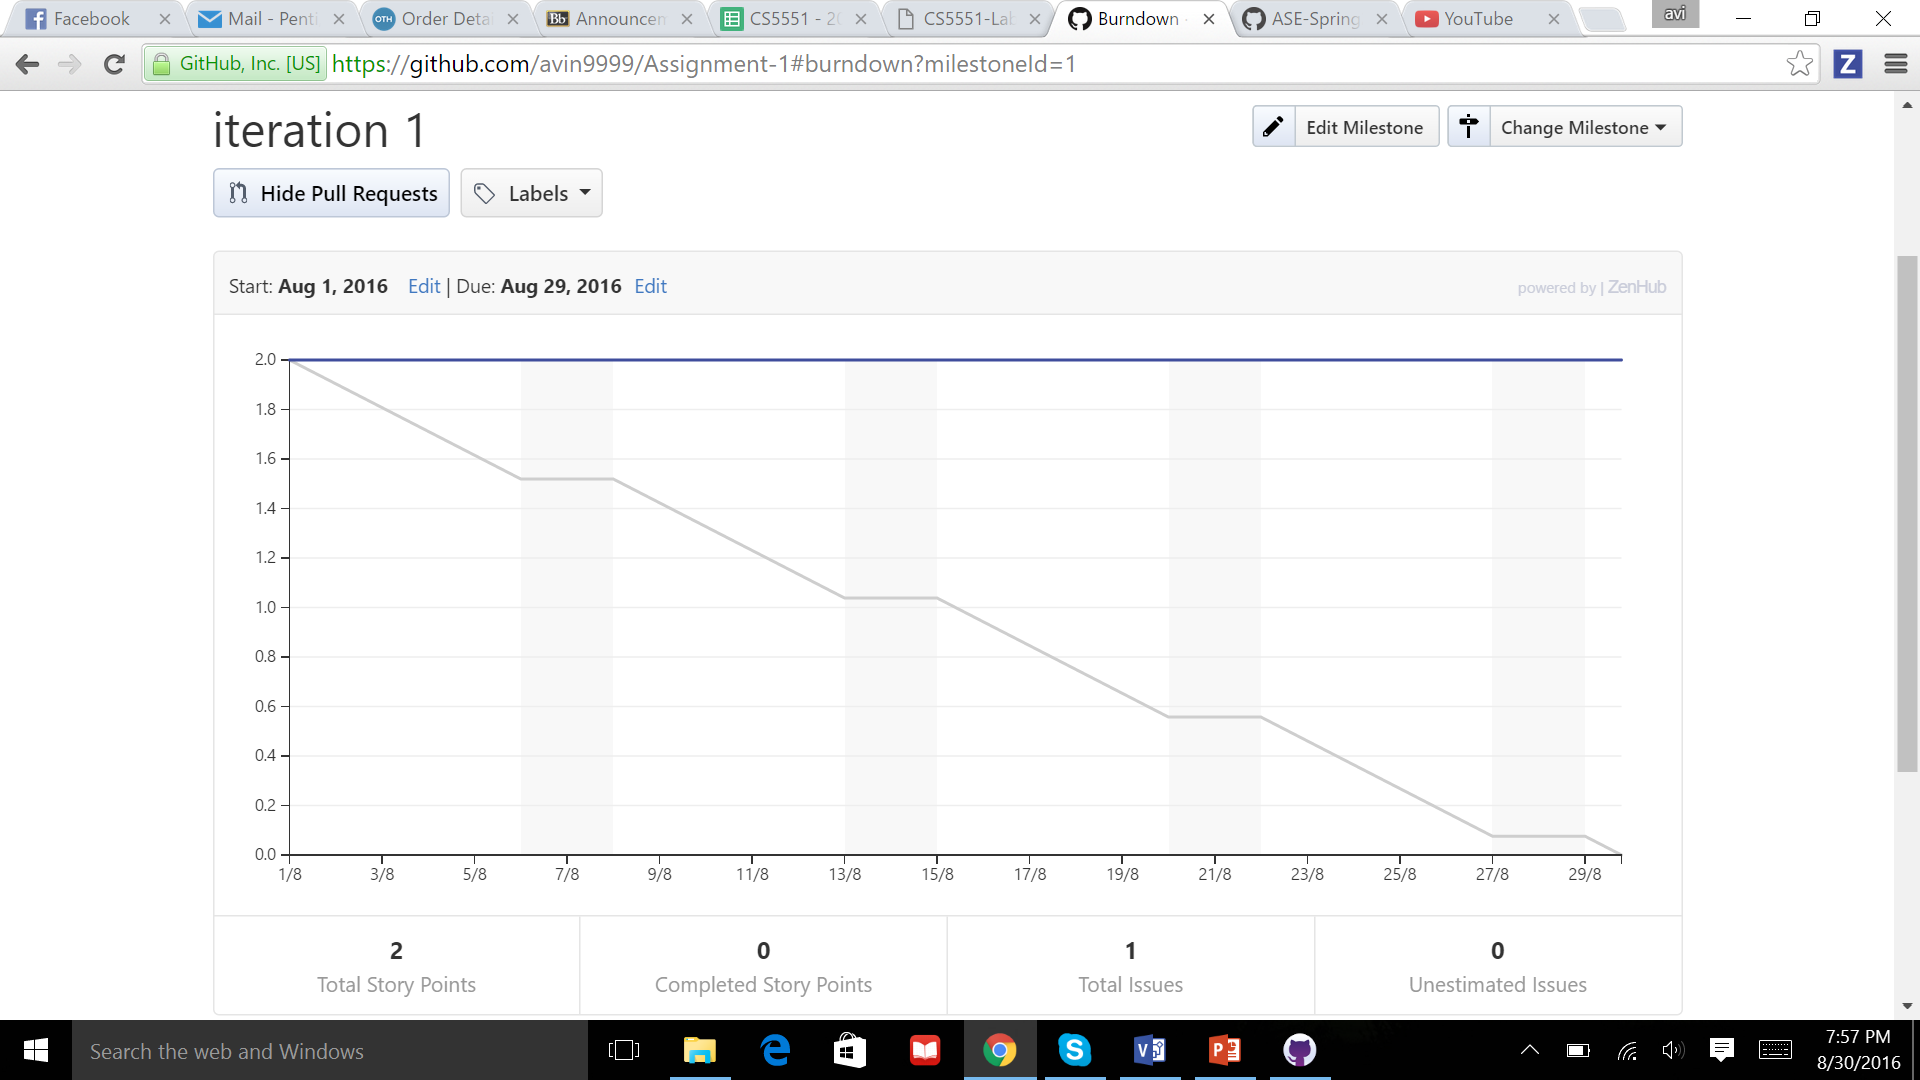 Facebook
Mail - Penti
OTH Order Deta
Bb Announcem
CS5551 - 20
CS5551-Lab
Burndown
ASE-Spring
YouTube
avi
GitHub, Inc. [US] https://github.com/avin9999/Assignment-1#burndown?milestoneId=1
Z
iteration 1
Edit Milestone
Change Milestone
Hide Pull Requests
Labels
Start: Aug 1, 2016 Edit | Due: Aug 29, 2016 Edit
powered by | ZenHub
2.0
1.8
1.6
1.4
1.2
1.0
0.8
0.6
0.4
0.2
0.0
1/8 3/8 5/8 7/8 9/8 11/8 13/8 15/8 17/8 19/8 21/8 23/8 25/8 27/8 29/8
2 0 1 0
Total Story Points Completed Story Points Total Issues Unestimated Issues
Search the web and Windows
7:57 PM
8/30/2016